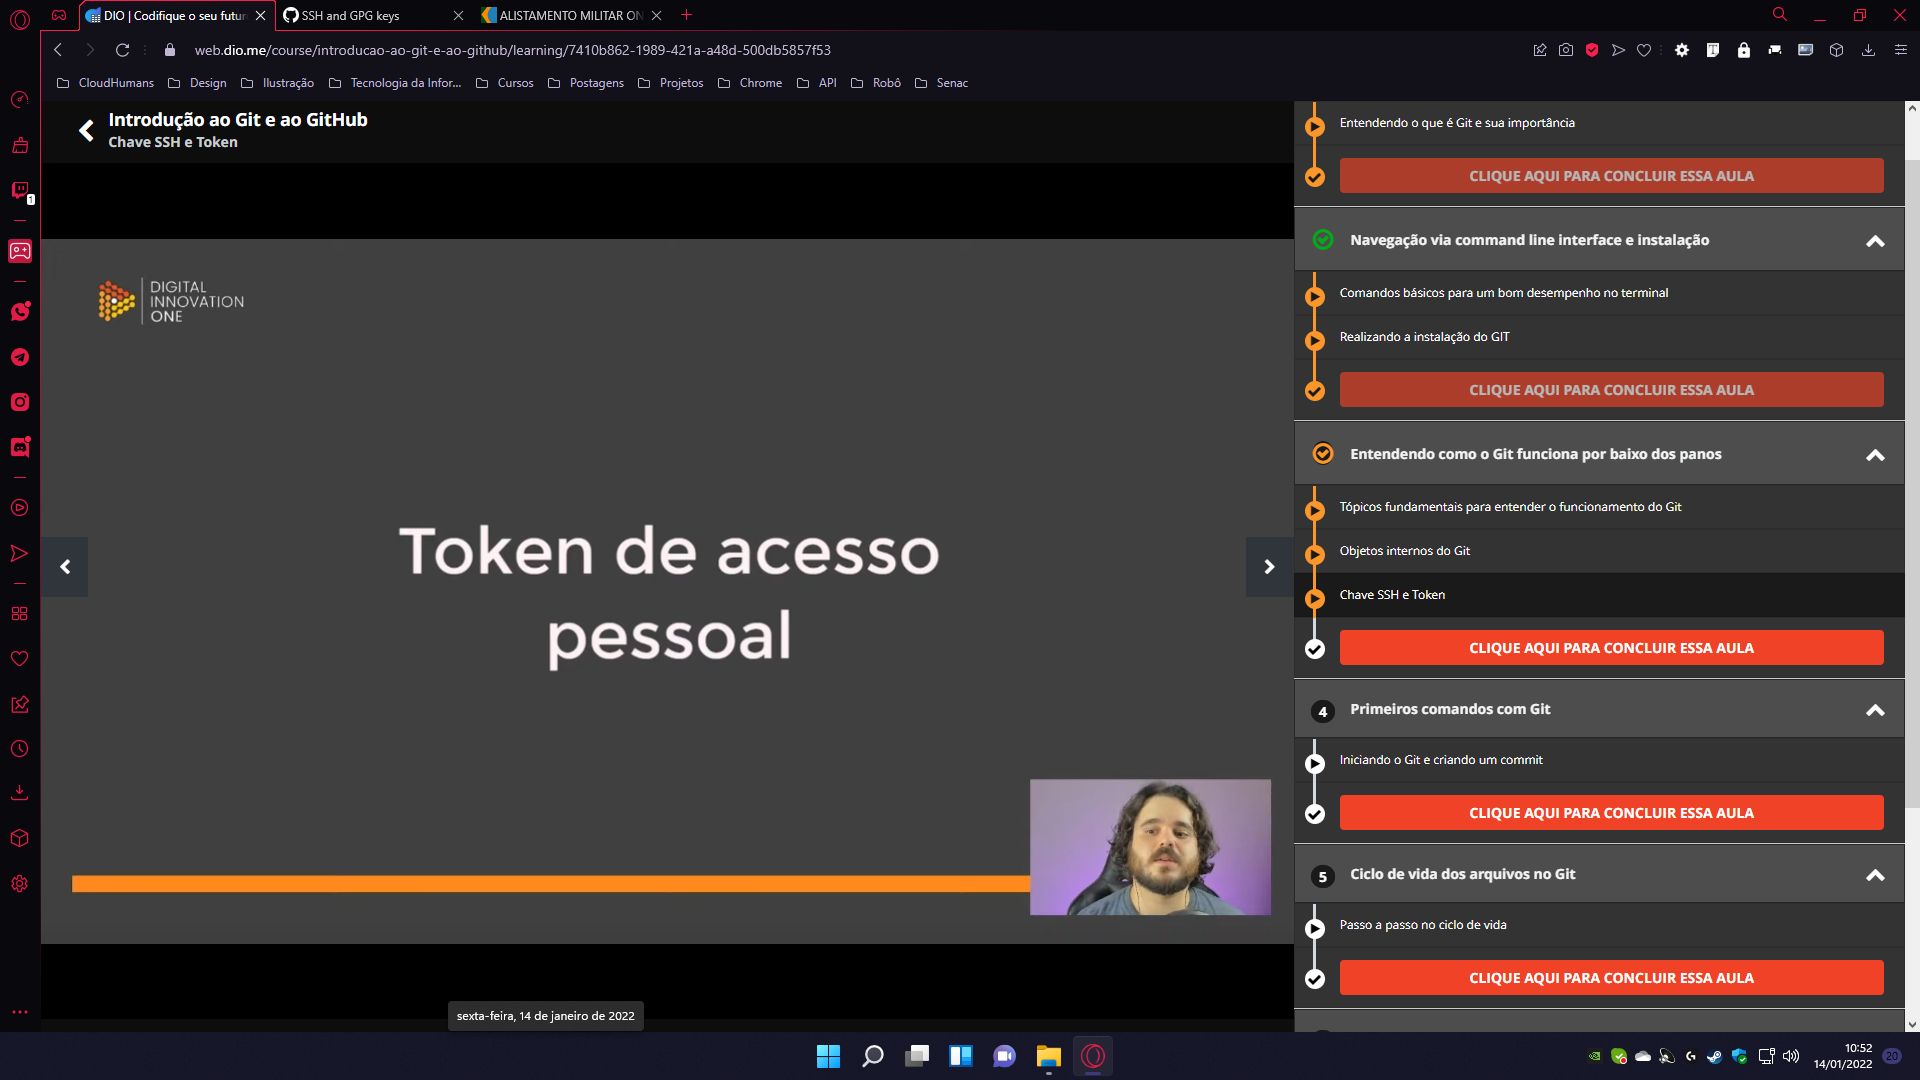 DIO | Codifique o seu futur
SSH and GPG keys
ALISTAMENTO MILITAR ON
web.dio.me/course/introducao-ao-git-e-ao-github/learning/7410b862-1989-421a-a48d-500db5857f53
CloudHumans
Design
Ilustração
Tecnologia da Infor...
Cursos
Postagens
Projetos
Chrome
API
Robô
Senac
1
Introdução ao Git e ao GitHub
Chave SSH e Token
DIGITAL
INNOVATION
ONE
Token de acesso
pessoal
Entendendo o que é Git e sua importância
CLIQUE AQUI PARA CONCLUIR ESSA AULA
Navegação via command line interface e instalação
Comandos básicos para um bom desempenho no terminal
Realizando a instalação do GIT
CLIQUE AQUI PARA CONCLUIR ESSA AULA
Entendendo como o Git funciona por baixo dos panos
Tópicos fundamentais para entender o funcionamento do Git
Objetos internos do Git
Chave SSH e Token
CLIQUE AQUI PARA CONCLUIR ESSA AULA
4 Primeiros comandos com Git
Iniciando o Git e criando um commit
CLIQUE AQUI PARA CONCLUIR ESSA AULA
5 Ciclo de vida dos arquivos no Git
Passo a passo no ciclo de vida
CLIQUE AQUI PARA CONCLUIR ESSA AULA
sexta-feira, 14 de janeiro de 2022
10:52
14/01/2022
20